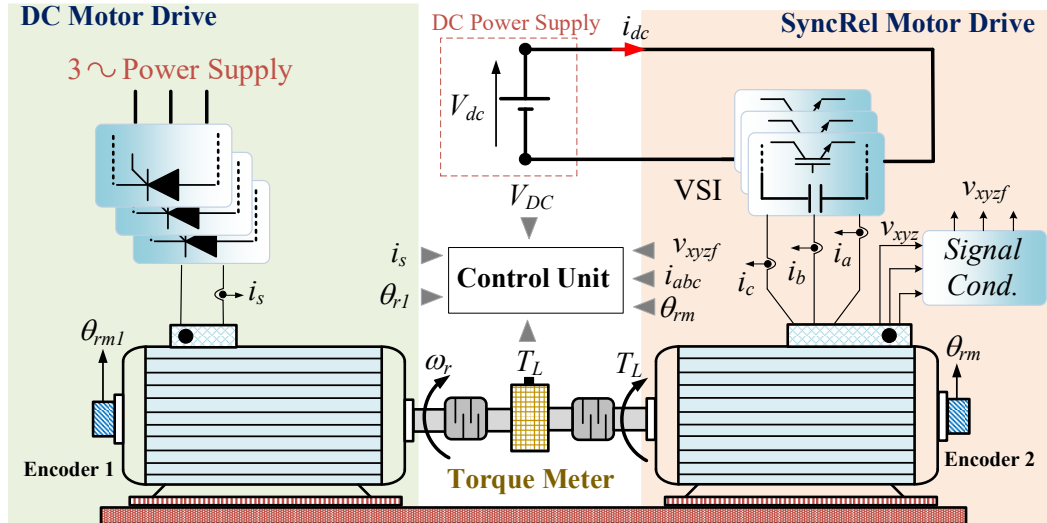 DC Motor Drive
DC Power Supply
SyncRel Motor Drive
3 ∼ Power Supply
i_dc
V_dc
VSI
v_xyzf
V_DC
v_xyz
Signal
Cond.
i_s
Control Unit
v_xyzf
i_abc
i_c
i_b
i_a
θ_r1
θ_rm
i_s
θ_rm1
ω_r
T_L
T_L
θ_rm
Encoder 1
Torque Meter
Encoder 2